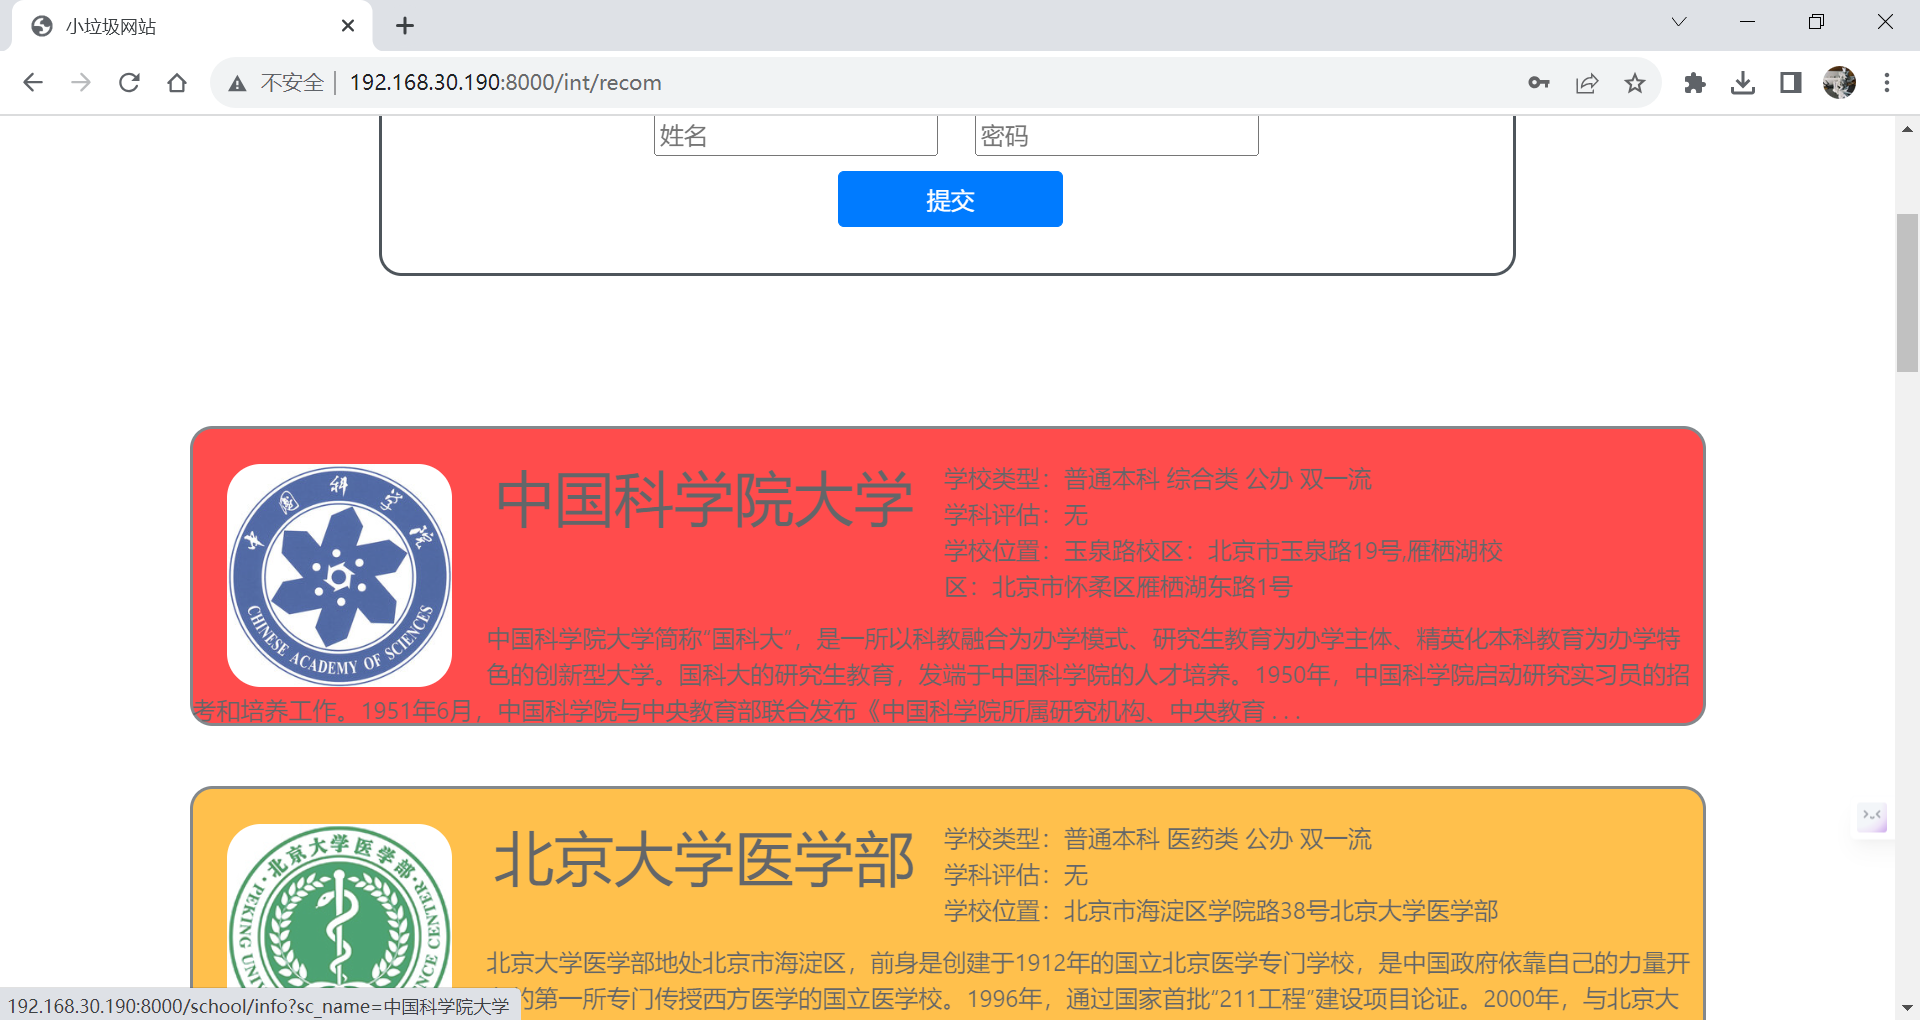 小垃圾网站
不安全 192.168.30.190:8000/int/recom
姓名 密码
提交
中国科学院
CHINESE ACADEMY OF SCIENCES
中国科学院大学
学校类型：普通本科 综合类 公办 双一流
学科评估：无
学校位置：玉泉路校区：北京市玉泉路19号,雁栖湖校
区：北京市怀柔区雁栖湖东路1号
中国科学院大学简称“国科大”，是一所以科教融合为办学模式、研究生教育为办学主体、精英化本科教育为办学特
色的创新型大学。国科大的研究生教育，发端于中国科学院的人才培养。1950年，中国科学院启动研究实习员的招
考和培养工作。1951年6月，中国科学院与中央教育部联合发布《中国科学院所属研究机构、中央教育 . . .
·北京大学医学部·
北京大学医学部
学校类型：普通本科 医药类 公办 双一流
学科评估：无
学校位置：北京市海淀区学院路38号北京大学医学部
北京大学医学部地处北京市海淀区，前身是创建于1912年的国立北京医学专门学校，是中国政府依靠自己的力量开
的第一所专门传授西方医学的国立医学校。1996年，通过国家首批“211工程”建设项目论证。2000年，与北京大
192.168.30.190:8000/school/info?sc_name=中国科学院大学